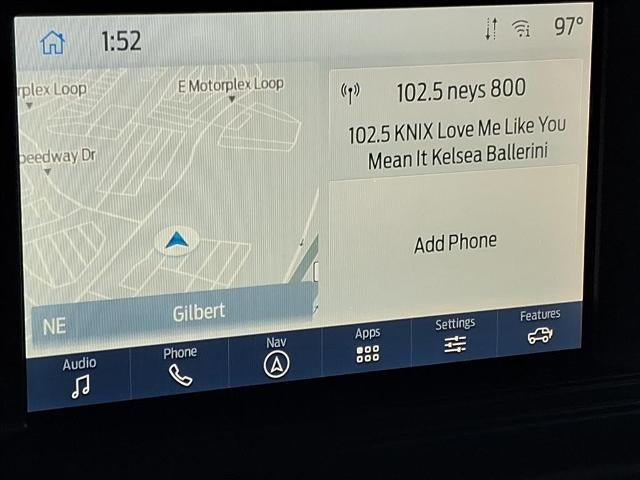 1:52
97°
rplex Loop
E Motorplex Loop
peedway Dr
102.5 neys 800
102.5 KNIX Love Me Like You
Mean It Kelsea Ballerini
Add Phone
NE
Gilbert
Audio
Phone
Nav
Apps
Settings
Features